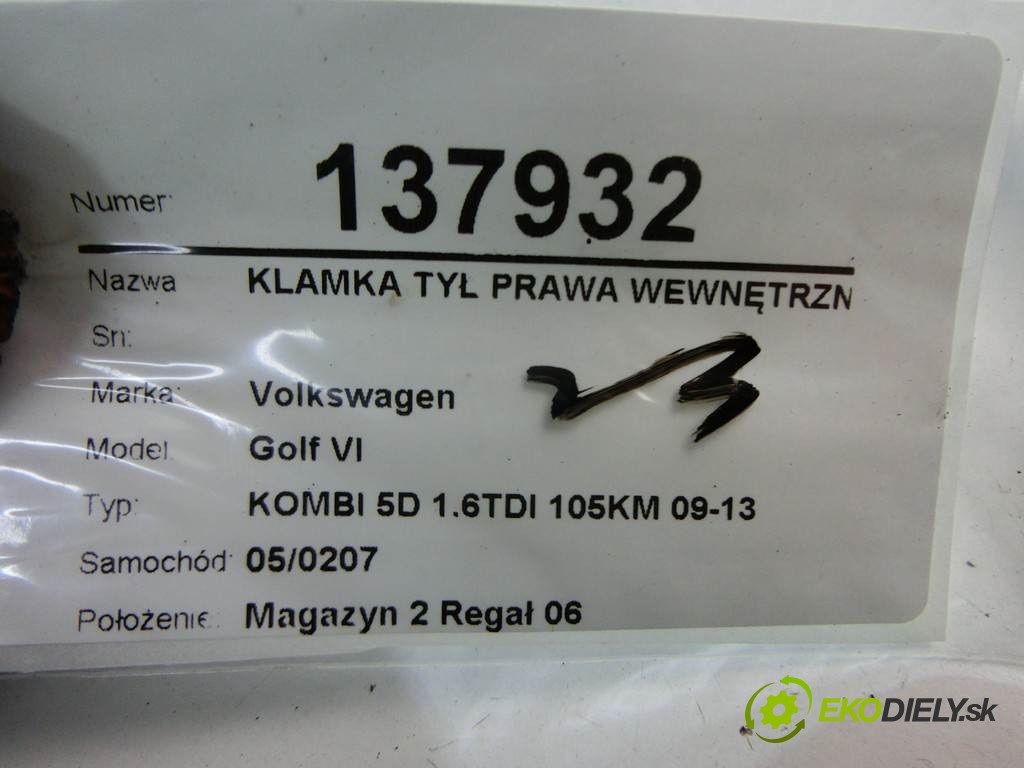 Numer: 137932
Nazwa KLAMKA TYŁ PRAWA WEWNĘTRZN
Sn:
Marka: Volkswagen
Model: Golf VI
Typ: KOMBI 5D 1.6TDI 105KM 09-13
Samochód: 05/0207
Położenie: Magazyn 2 Regał 06
EKODIELY.sk